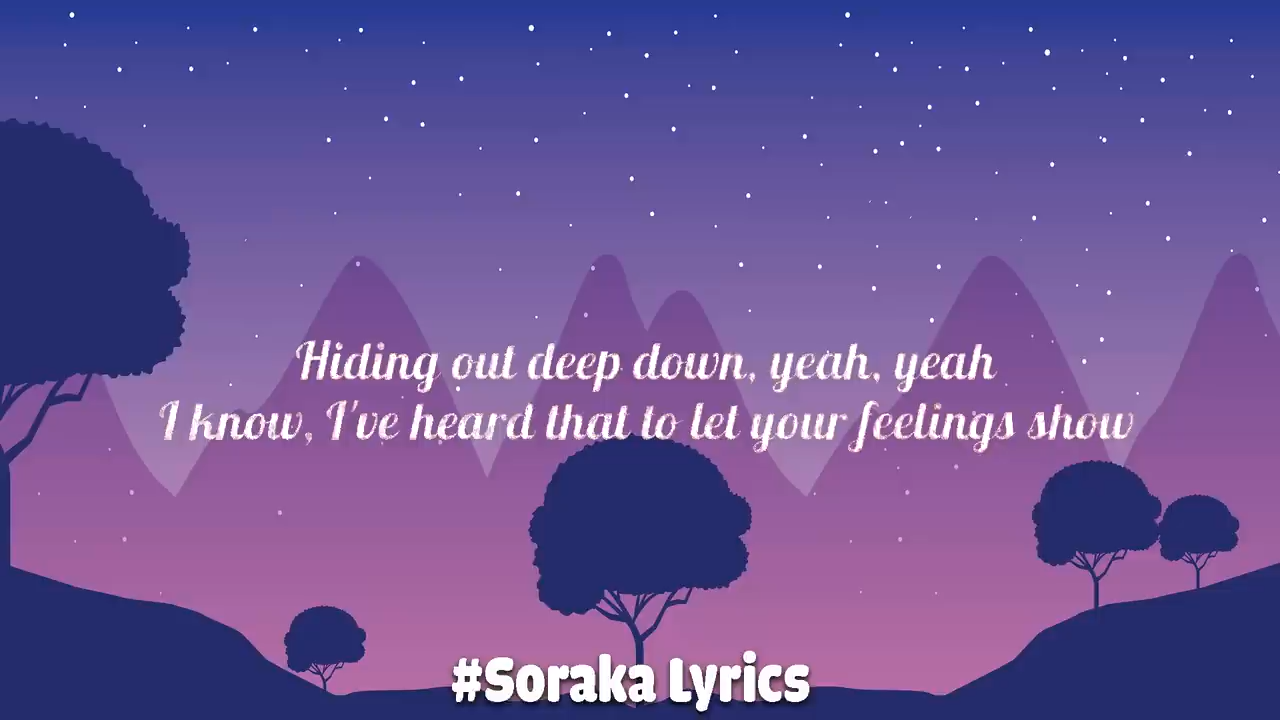 Hiding out deep down, yeah, yeah
I know, I've heard that to let your feelings show
#Soraka Lyrics